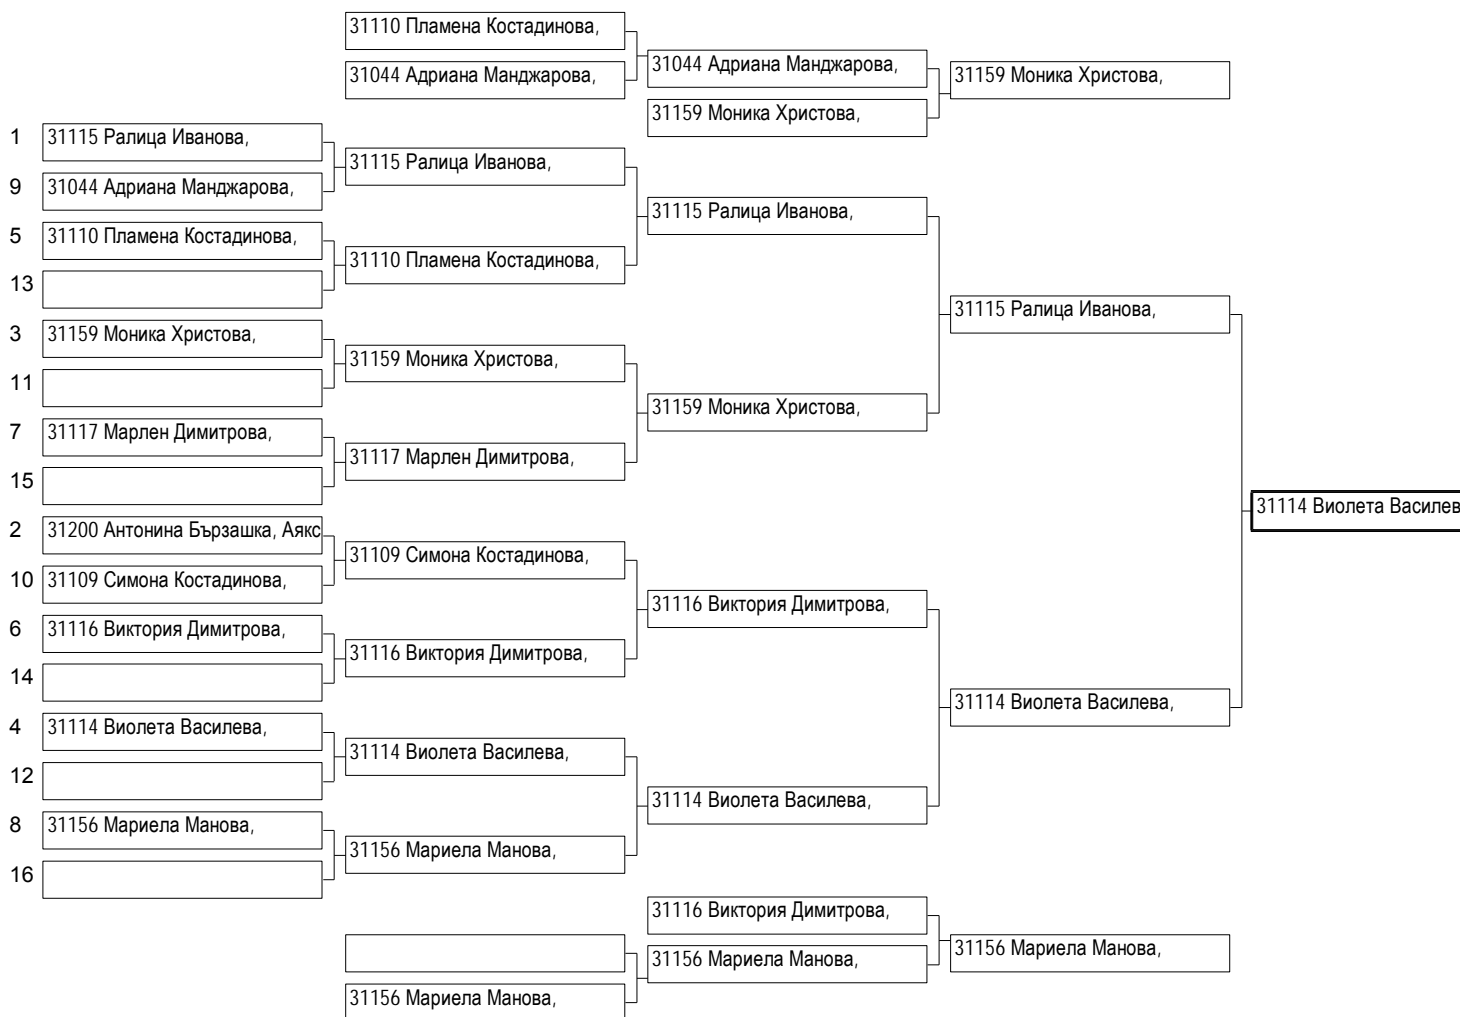 31110 Пламена Костадинова,
31044 Адриана Манджарова,
31044 Адриана Манджарова,
31159 Моника Христова,
31159 Моника Христова,
1 31115 Ралица Иванова,
9 31044 Адриана Манджарова,
5 31110 Пламена Костадинова,
13
3 31159 Моника Христова,
11
7 31117 Марлен Димитрова,
15
2 31200 Антонина Бързашка, Аякс
10 31109 Симона Костадинова,
6 31116 Виктория Димитрова,
14
4 31114 Виолета Василева,
12
8 31156 Мариела Манова,
16
31115 Ралица Иванова,
31110 Пламена Костадинова,
31159 Моника Христова,
31117 Марлен Димитрова,
31109 Симона Костадинова,
31116 Виктория Димитрова,
31114 Виолета Василева,
31156 Мариела Манова,
31115 Ралица Иванова,
31159 Моника Христова,
31116 Виктория Димитрова,
31114 Виолета Василева,
31115 Ралица Иванова,
31114 Виолета Василева,
31114 Виолета Василев
31156 Мариела Манова,
31116 Виктория Димитрова,
31156 Мариела Манова,
31156 Мариела Манова,